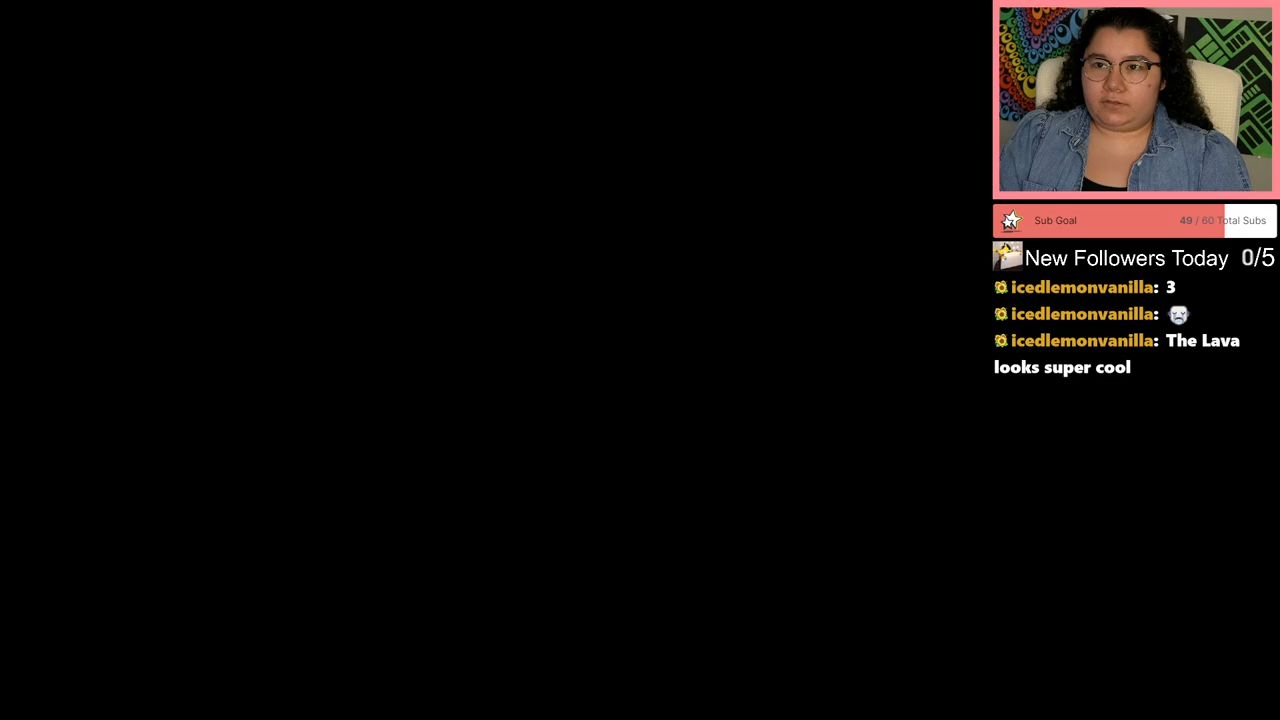 Sub Goal 49 / 60 Total Subs
New Followers Today 0/5
icedlemonvanilla: 3
icedlemonvanilla:
icedlemonvanilla: The Lava
looks super cool